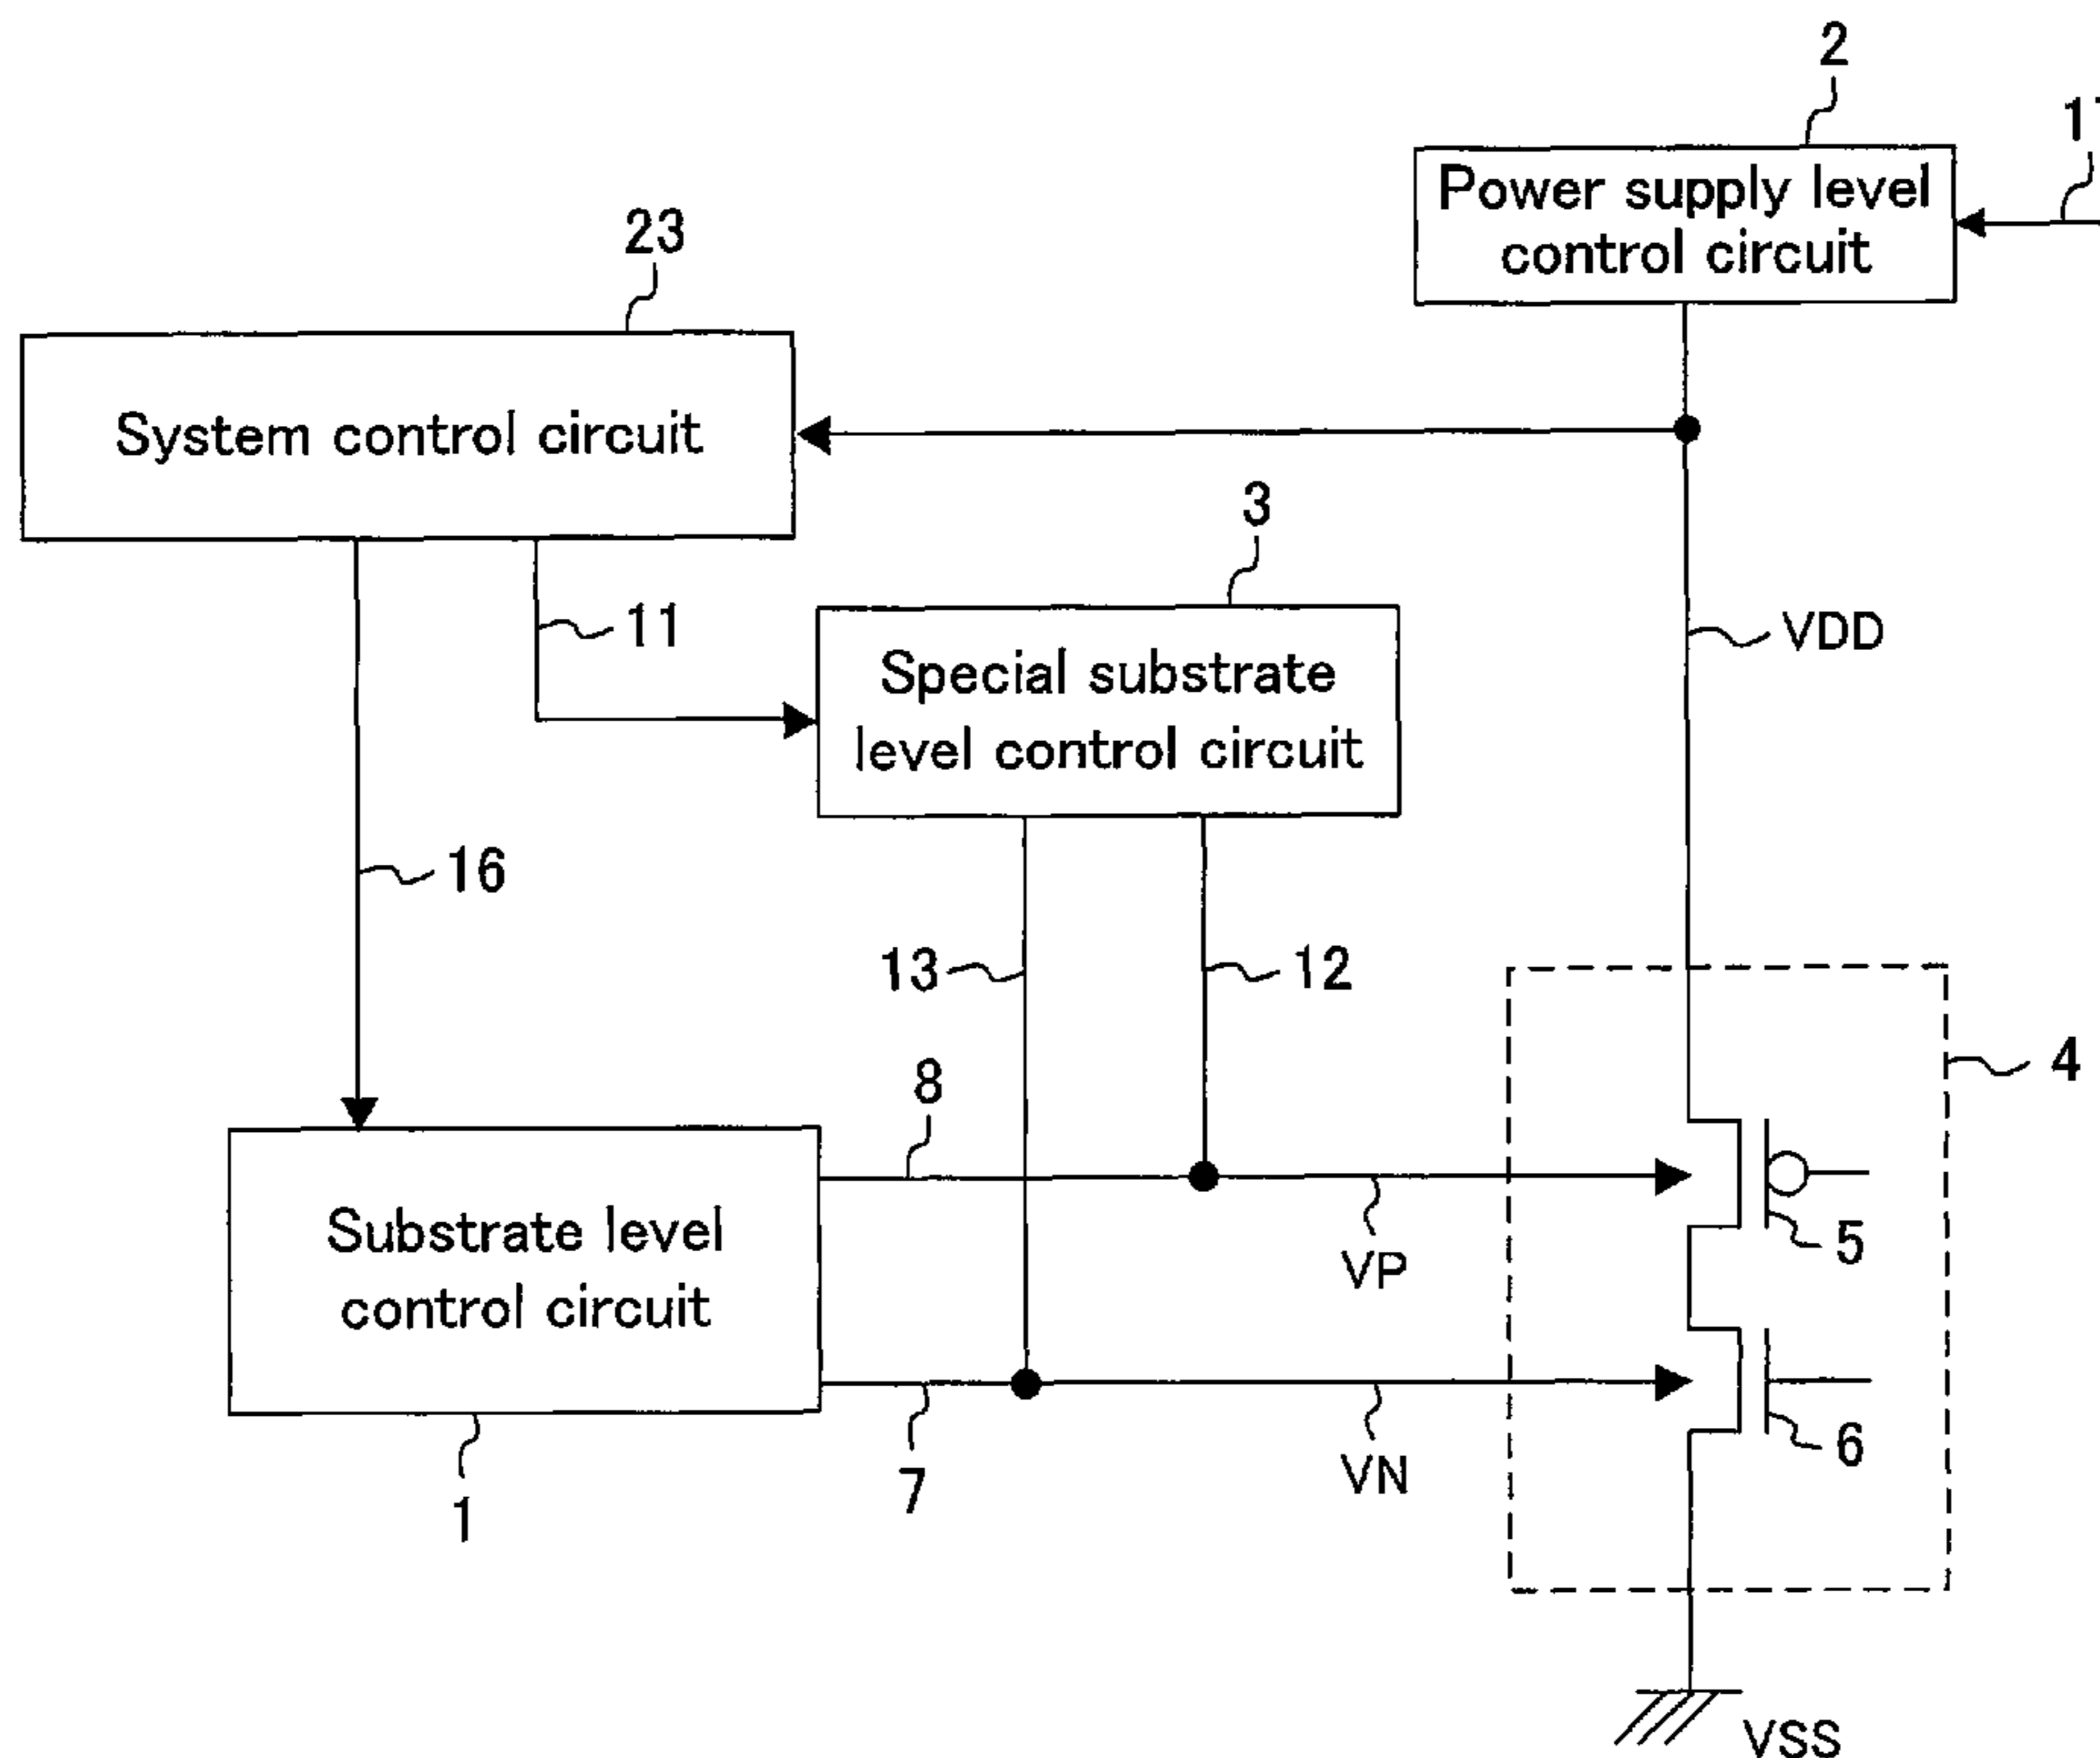 2
Power supply level
control circuit
23
System control circuit
3
11
Special substrate
level control circuit
VDD
16
13
12
4
8
Substrate level
control circuit
VP
5
7
VN
6
1
VSS